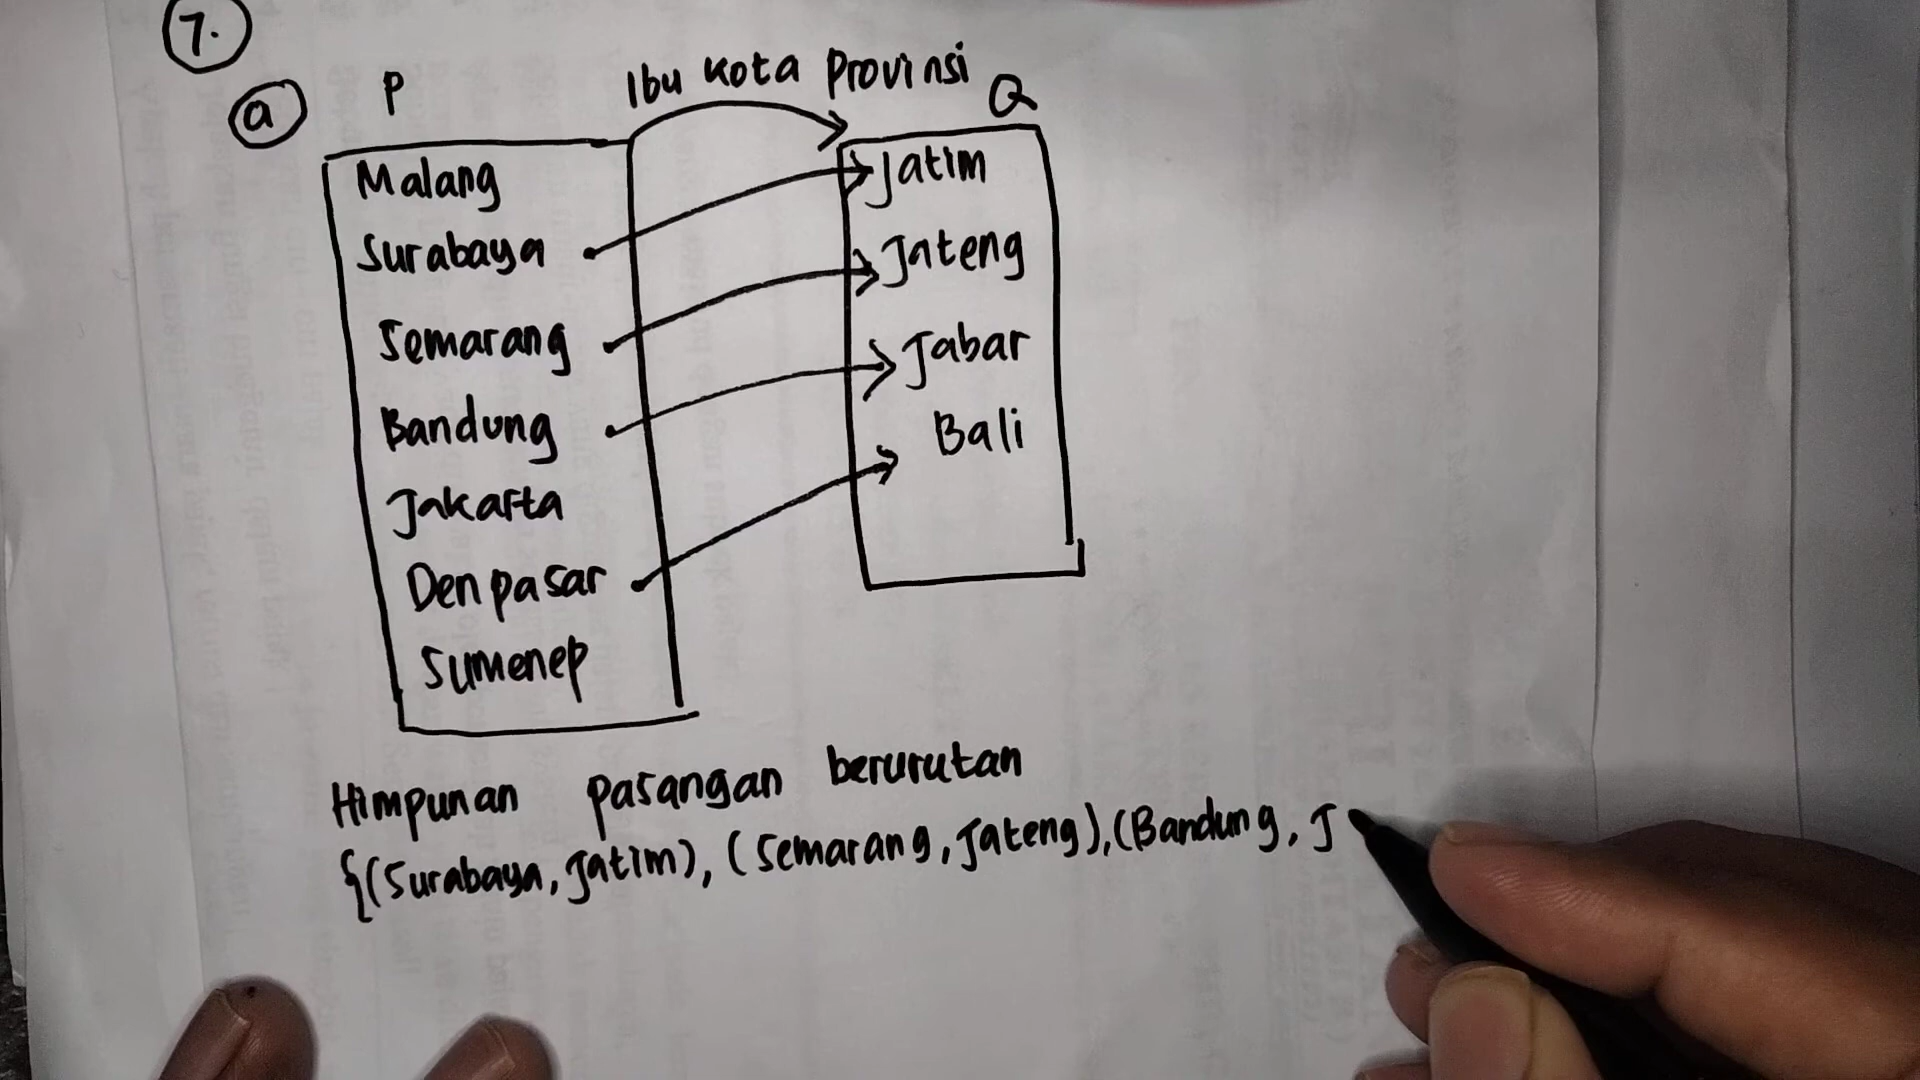 7.
a
P
Ibu Kota Provinsi
Q
Malang
Surabaya
Semarang
Bandung
Jakarta
Denpasar
Sumenep
Jatim
Jateng
Jabar
Bali
Himpunan pasangan berurutan
{(Surabaya, Jatim), (Semarang, Jateng), (Bandung, J